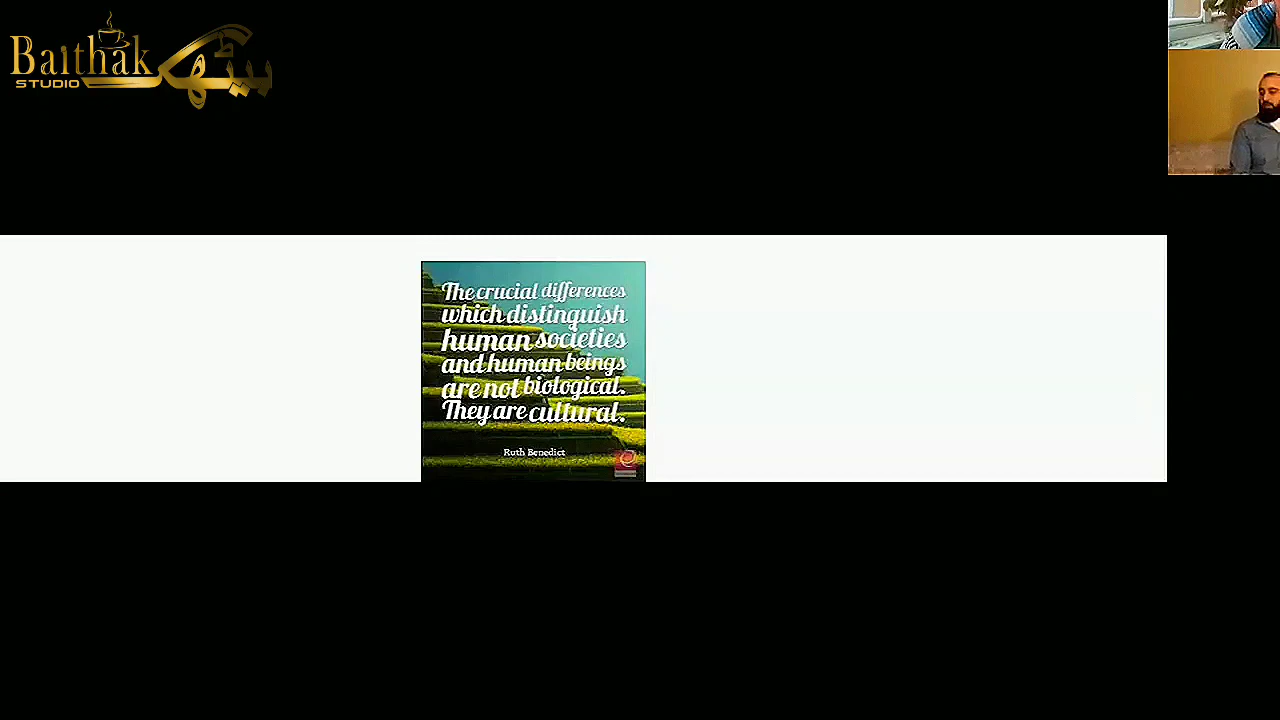 Baithak
STUDIO
بیٹھک
The crucial differences
which distinguish
human societies
and human beings
are not biological.
They are cultural.
Ruth Benedict